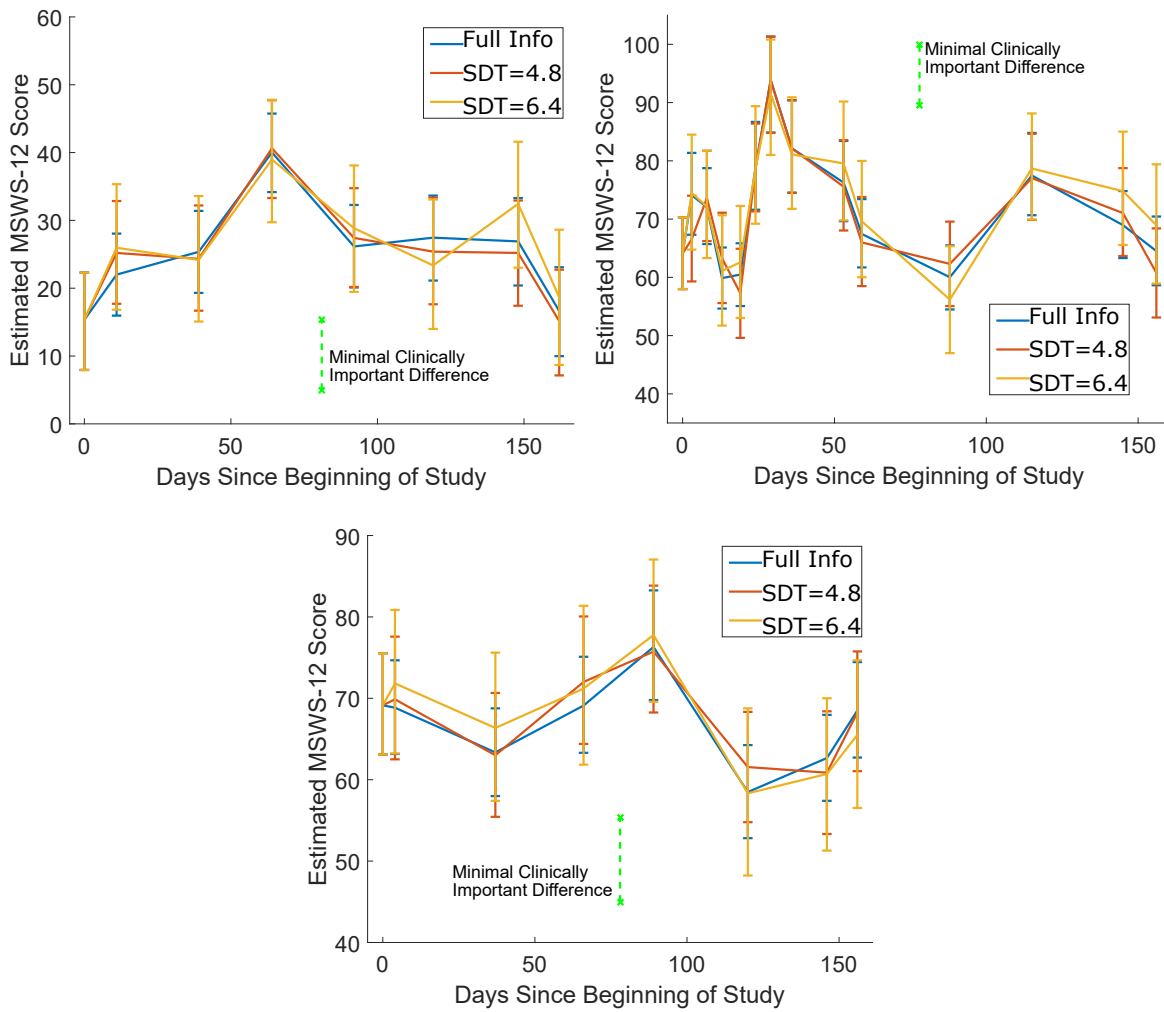 60
50
40
30
20
10
0
Estimated MSWS-12 Score
Full Info
SDT=4.8
SDT=6.4
Minimal Clinically
Important Difference
0
50
100
150
Days Since Beginning of Study
100
90
80
70
60
50
40
Estimated MSWS-12 Score
Minimal Clinically
Important Difference
Full Info
SDT=4.8
SDT=6.4
0
50
100
150
Days Since Beginning of Study
90
80
70
60
50
40
Estimated MSWS-12 Score
Full Info
SDT=4.8
SDT=6.4
Minimal Clinically
Important Difference
0
50
100
150
Days Since Beginning of Study